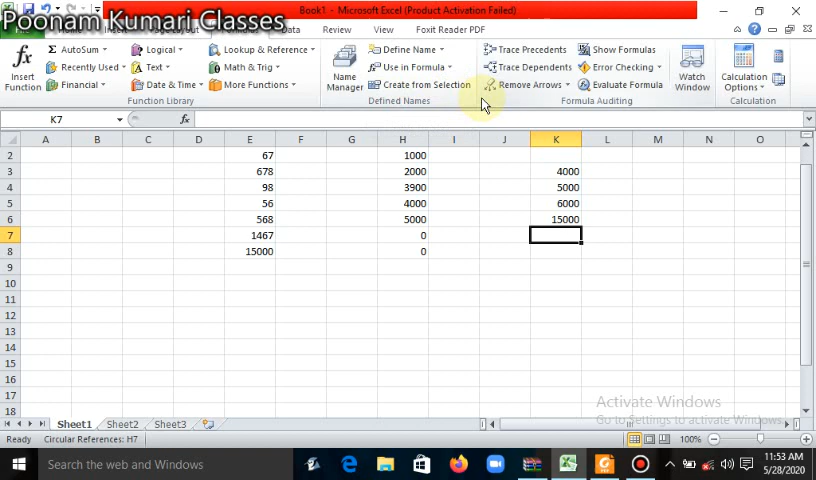 Poonam Kumari Classes
Book1 - Microsoft Excel (Product Activation Failed)
Data Review View Foxit Reader PDF
fx Σ AutoSum Logical Lookup & Reference Define Name Trace Precedents Show Formulas
Insert Function Recently Used Text Math & Trig Name Manager Use in Formula Trace Dependents Error Checking Watch Window Calculation Options
Financial Date & Time More Functions Create from Selection Remove Arrows Evaluate Formula
Function Library Defined Names Formula Auditing Calculation
K7 fx
A B C D E F G H I J K L M N O
2 67 1000
3 678 2000 4000
4 98 3900 5000
5 56 4000 6000
6 568 5000 15000
7 1467 0
8 15000 0
9
10
11
12
13
14
15
16
17
18
Activate Windows
Go to Settings to activate Windows.
Sheet1 Sheet2 Sheet3
Ready Circular References: H7 100%
Search the web and Windows
11:53 AM
5/28/2020